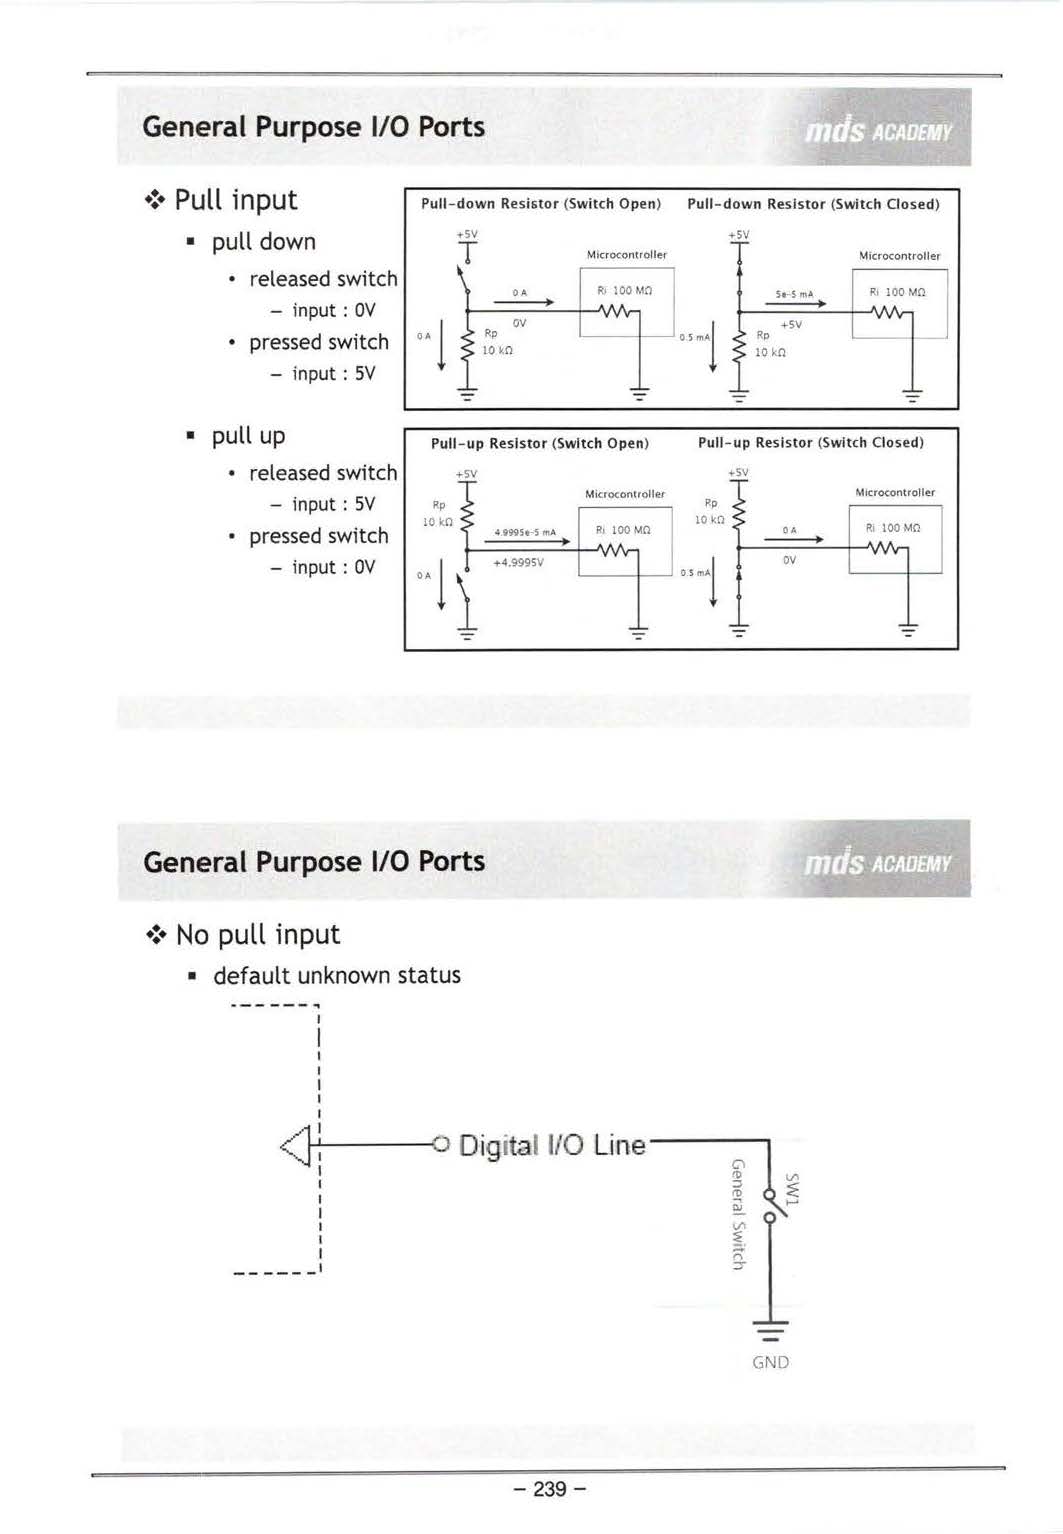 General Purpose I/O Ports
mds ACADEMY
❖ Pull input
▪ pull down
• released switch
– input : 0V
• pressed switch
– input : 5V
Pull-down Resistor (Switch Open)
+5V
Microcontroller
0 A
Ri 100 MΩ
0V
0 A
Rp
10 kΩ
Pull-down Resistor (Switch Closed)
+5V
Microcontroller
5e-5 mA
Ri 100 MΩ
+5V
0.5 mA
Rp
10 kΩ
▪ pull up
• released switch
– input : 5V
• pressed switch
– input : 0V
Pull-up Resistor (Switch Open)
+5V
Microcontroller
Rp
10 kΩ
4.9995e-5 mA
Ri 100 MΩ
+4.9995V
0 A
Pull-up Resistor (Switch Closed)
+5V
Microcontroller
Rp
10 kΩ
0 A
Ri 100 MΩ
0V
0.5 mA
General Purpose I/O Ports
mds ACADEMY
❖ No pull input
▪ default unknown status
Digital I/O Line
General Switch
SW1
GND
– 239 –